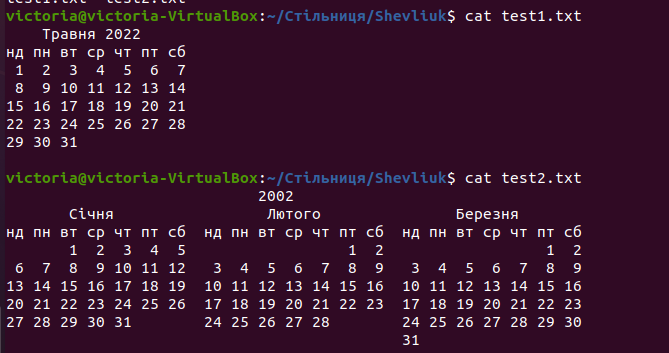 test1.txt  test2.txt
victoria@victoria-VirtualBox:~/Стільниця/Shevliuk$ cat test1.txt
    Травня 2022
нд пн вт ср чт пт сб
 1  2  3  4  5  6  7
 8  9 10 11 12 13 14
15 16 17 18 19 20 21
22 23 24 25 26 27 28
29 30 31
victoria@victoria-VirtualBox:~/Стільниця/Shevliuk$ cat test2.txt
                            2002
       Січня                 Лютого               Березня
нд пн вт ср чт пт сб  нд пн вт ср чт пт сб  нд пн вт ср чт пт сб
       1  2  3  4  5                  1  2                  1  2
 6  7  8  9 10 11 12   3  4  5  6  7  8  9   3  4  5  6  7  8  9
13 14 15 16 17 18 19  10 11 12 13 14 15 16  10 11 12 13 14 15 16
20 21 22 23 24 25 26  17 18 19 20 21 22 23  17 18 19 20 21 22 23
27 28 29 30 31        24 25 26 27 28        24 25 26 27 28 29 30
                                            31